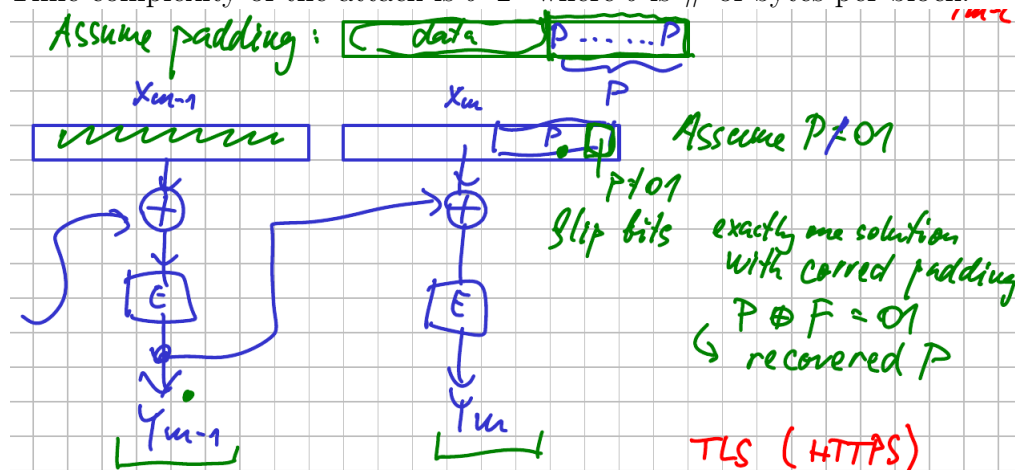 Assume padding : data P......P
P
Xm-1
Xm
P
Assume P≠01
P≠01
flip bits
exactly one solution
with corred padding
P ⊕ F = 01
↳ recovered P
E
E
Ym-1
Ym
TLS (HTTPS)